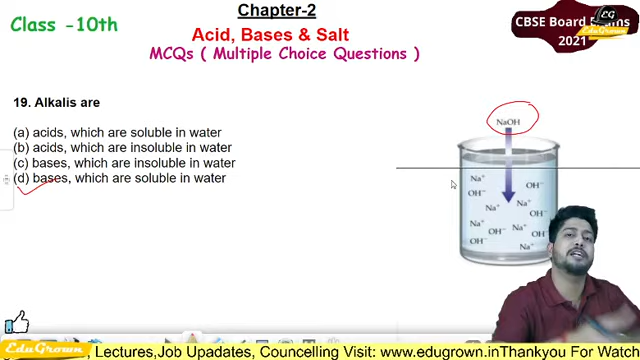 Chapter-2
Class -10th
Acid, Bases & Salt
MCQs ( Multiple Choice Questions )
CBSE Board Exams
2021
EG
EduGrown
19. Alkalis are
(a) acids, which are soluble in water
(b) acids, which are insoluble in water
(c) bases, which are insoluble in water
(d) bases, which are soluble in water
NaOH
Na+
OH-
OH-
Na+
Na+
OH-
Na+
OH-
Na+
OH-
OH-
Na+
EduGrown
, Lectures,Job Upadates, Councelling Visit: www.edugrown.inThankyou For Watch